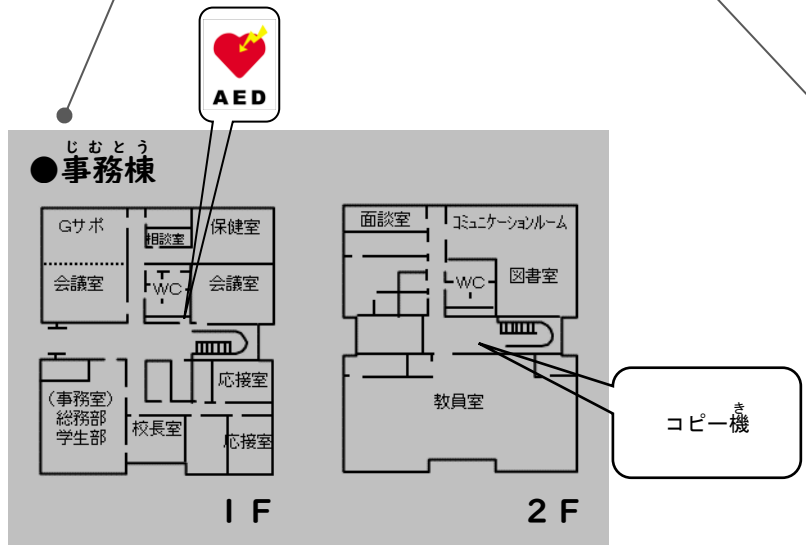 AED
じむとう
●事務棟
Gサポ
相談室
保健室
会議室
WC
会議室
応接室
(事務室)
総務部
学生部
校長室
応接室
1F
面談室
コミュニケーションルーム
WC
図書室
教員室
2F
き
コピー機